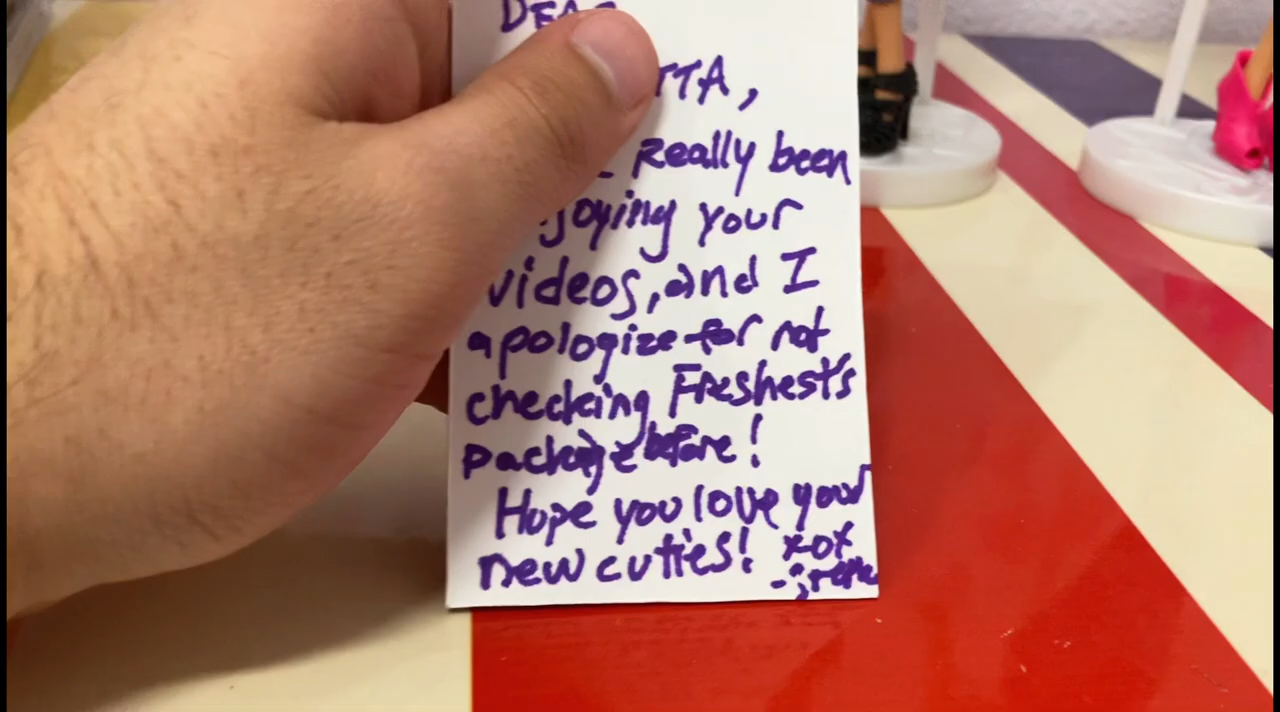 Dear
TTA,
Really been
joying your
videos, and I
apologize for not
checking Freshest's
package before!
Hope you love your
new cuties! xox